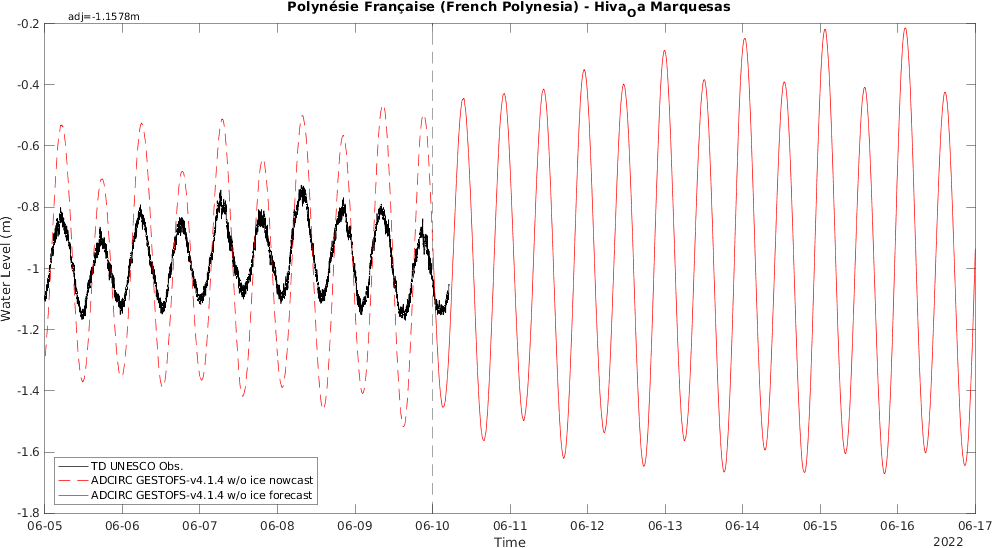 Polynésie Française (French Polynesia) - Hiva_Oa Marquesas
adj=-1.1578m
-0.2
-0.4
-0.6
-0.8
-1
-1.2
-1.4
-1.6
-1.8
Water Level (m)
TD UNESCO Obs.
ADCIRC GESTOFS-v4.1.4 w/o ice nowcast
ADCIRC GESTOFS-v4.1.4 w/o ice forecast
06-05 06-06 06-07 06-08 06-09 06-10 06-11 06-12 06-13 06-14 06-15 06-16 06-17
Time
2022